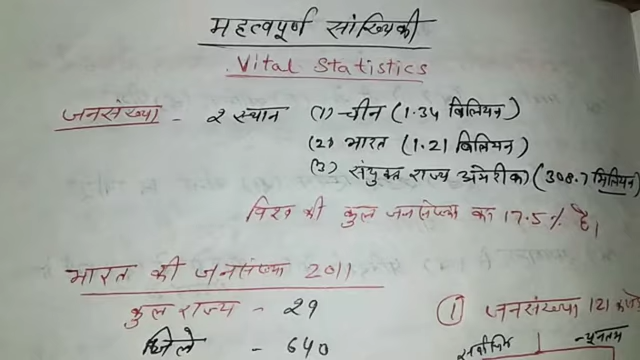 महत्वपूर्ण सांख्यिकी
Vital Statistics
जनसंख्या - २ स्थान (1) चीन (1.34 बिलियन)
(2) भारत (1.21 बिलियन)
(3) संयुक्त राज्य अमेरीका (308.7 मिलियन)
विश्व की कुल जनसंख्या का 17.5% है।
भारत की जनसंख्या 2011
कुल राज्य - 29
जिले - 640
① जनसंख्या 121